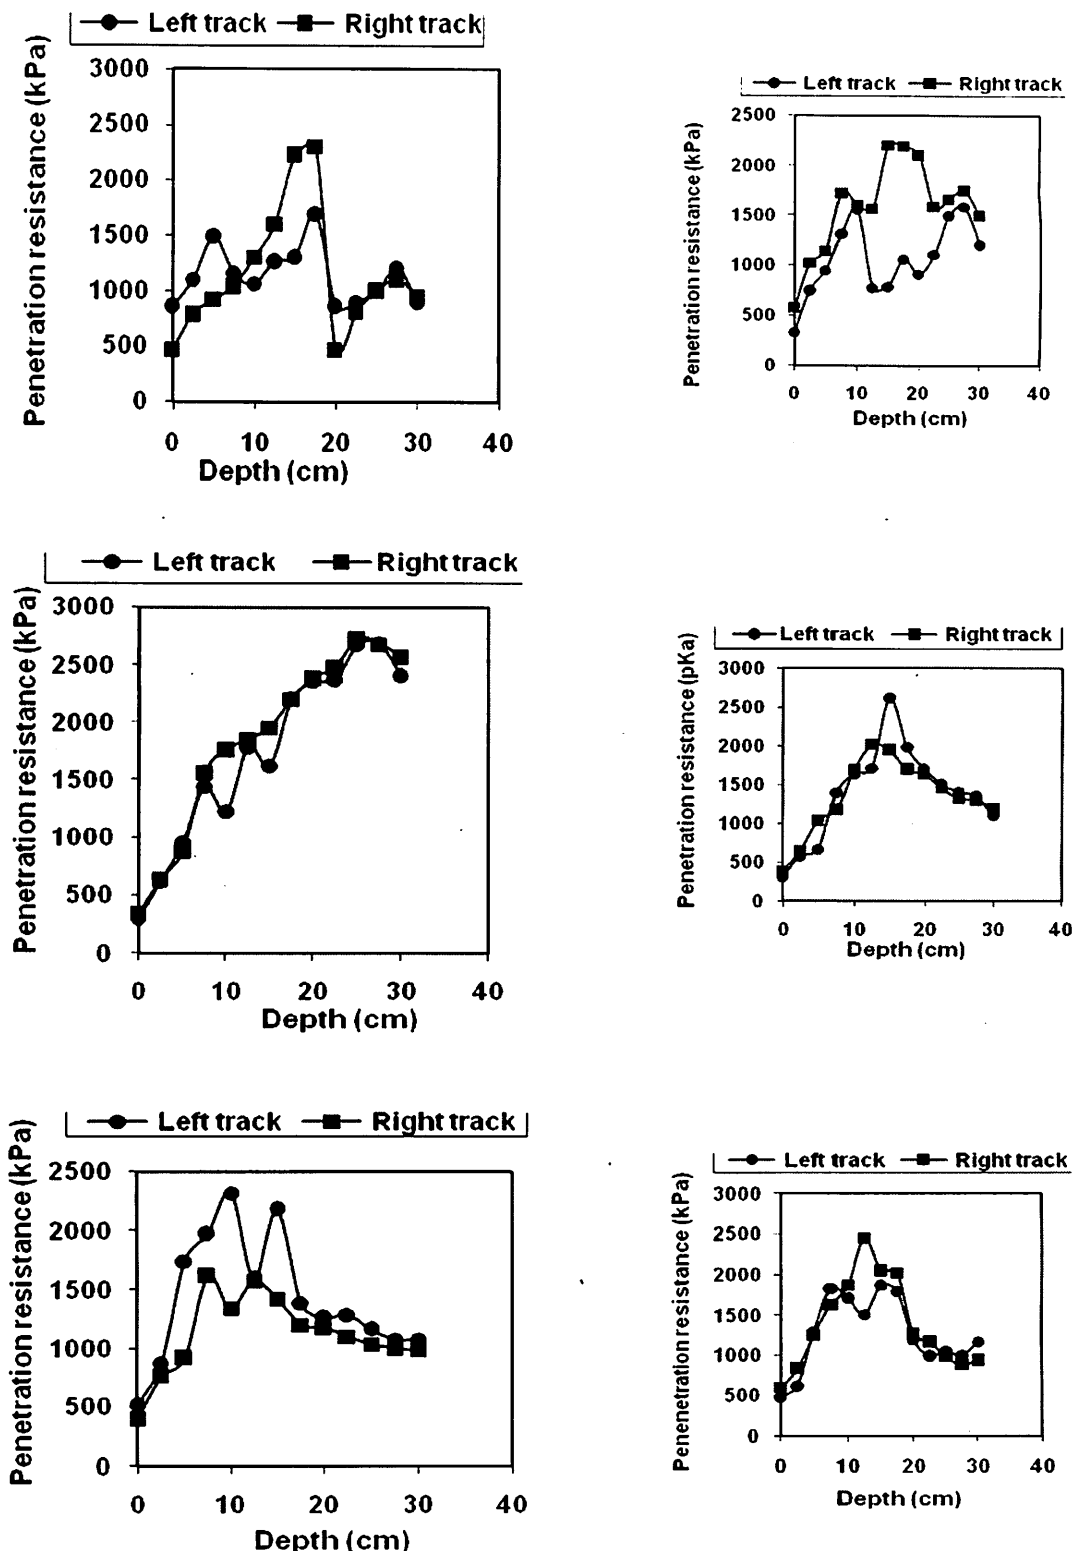 Left track Right track
Penetration resistance (kPa)
3000
2500
2000
1500
1000
500
0
0 10 20 30 40
Depth (cm)
Left track Right track
Penetration resistance (kPa)
2500
2000
1500
1000
500
0
0 10 20 30 40
Depth (cm)
Left track Right track
Penetration resistance (kPa)
3000
2500
2000
1500
1000
500
0
0 10 20 30 40
Depth (cm)
Left track Right track
Penetration resistance (pKa)
3000
2500
2000
1500
1000
500
0
0 10 20 30 40
Depth (cm)
Left track Right track
Penetration resistance (kPa)
2500
2000
1500
1000
500
0
0 10 20 30 40
Depth (cm)
Left track Right track
Penenetration resistance (kPa)
3000
2500
2000
1500
1000
500
0
0 10 20 30 40
Depth (cm)